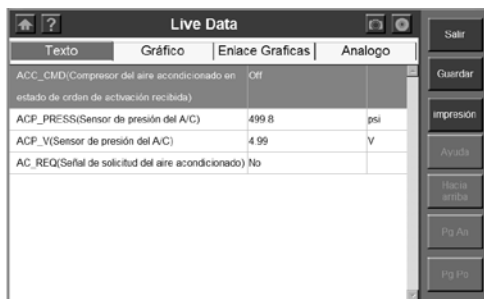 ? Live Data
Texto Gráfico Enlace Graficas Analogo
ACC_CMD(Compresor del aire acondicionado en Off
estado de orden de activación recibida)
ACP_PRESS(Sensor de presión del A/C) 499.8 psi
ACP_V(Sensor de presión del A/C) 4.99 V
AC_REQ(Señal de solicitud del aire acondicionado) No
Salir
Guardar
impresión
Ayuda
Hacia
arriba
Pg An
Pg Po